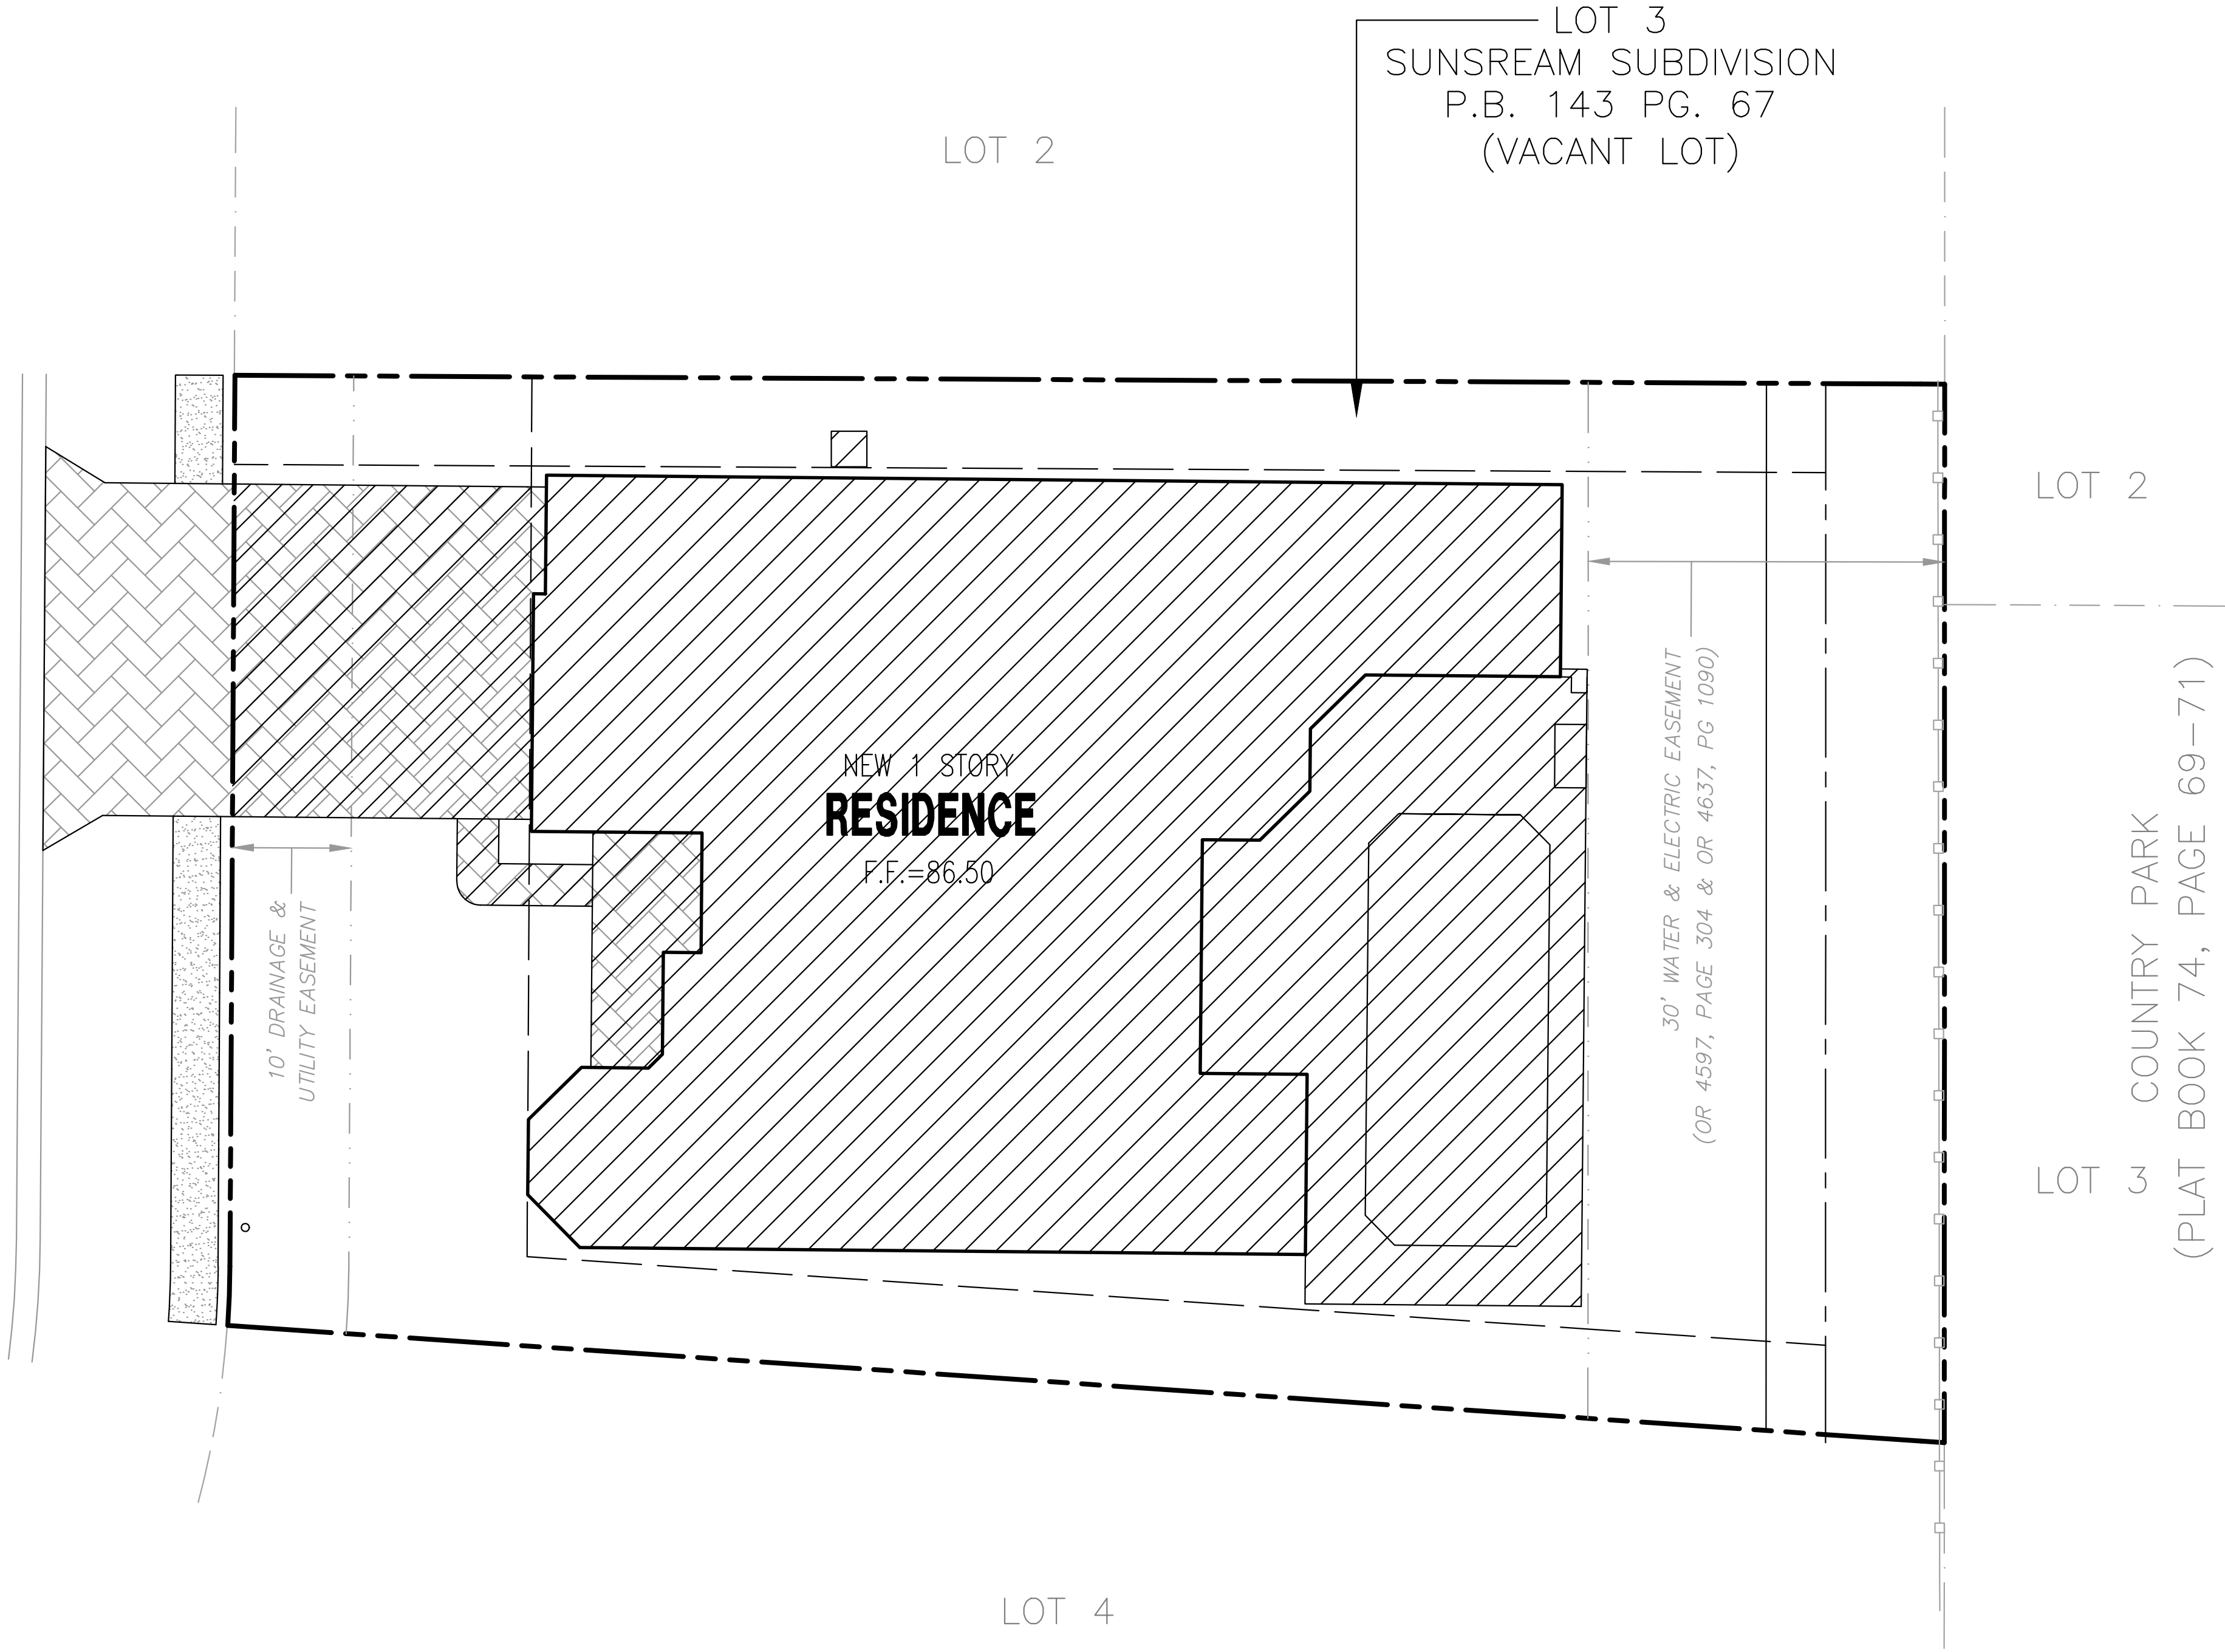 LOT 3
SUNSREAM SUBDIVISION
P.B. 143 PG. 67
(VACANT LOT)
LOT 2
LOT 2
NEW 1 STORY
RESIDENCE
F.F.=86.50
10' DRAINAGE &
UTILITY EASEMENT
30' WATER & ELECTRIC EASEMENT
(OR 4597, PAGE 304 & OR 4637, PG 1090)
COUNTRY PARK
(PLAT BOOK 74, PAGE 69-71)
LOT 3
LOT 4